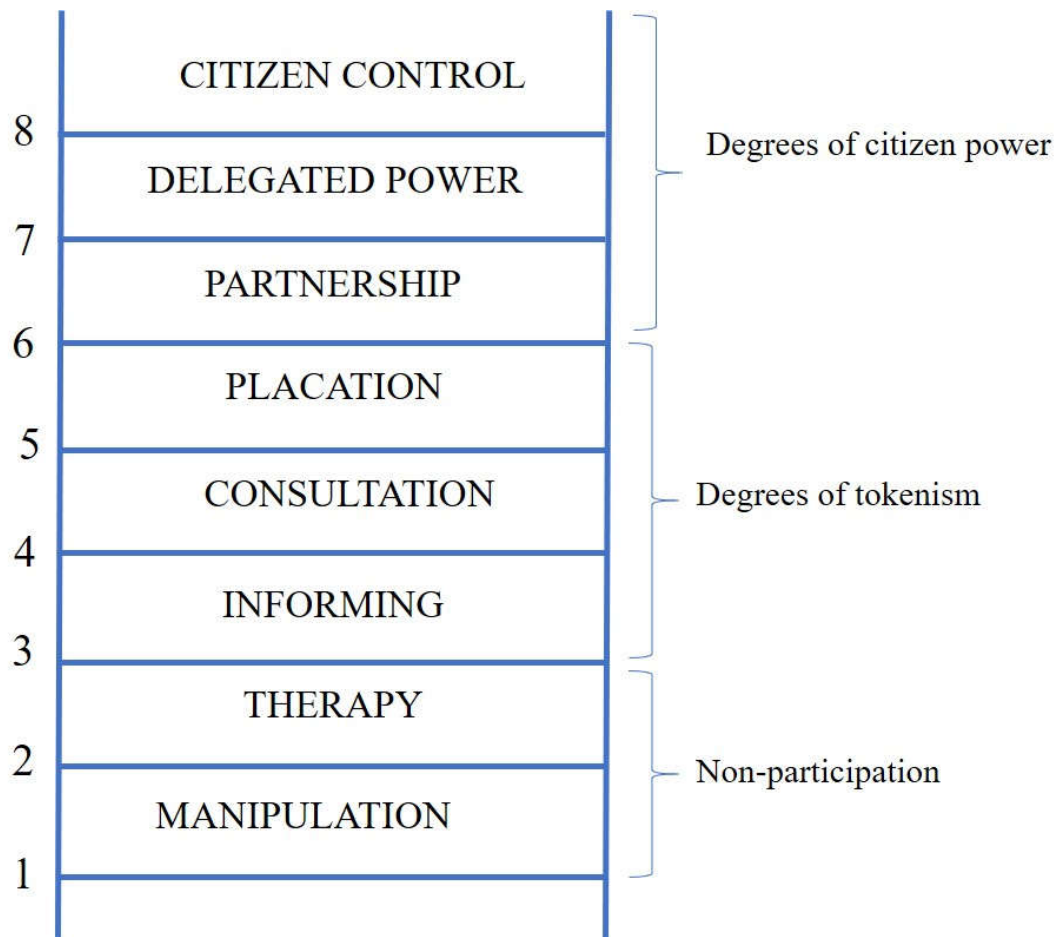 CITIZEN CONTROL
8
Degrees of citizen power
DELEGATED POWER
7
PARTNERSHIP
6
PLACATION
5
CONSULTATION
Degrees of tokenism
4
INFORMING
3
THERAPY
2
Non-participation
MANIPULATION
1